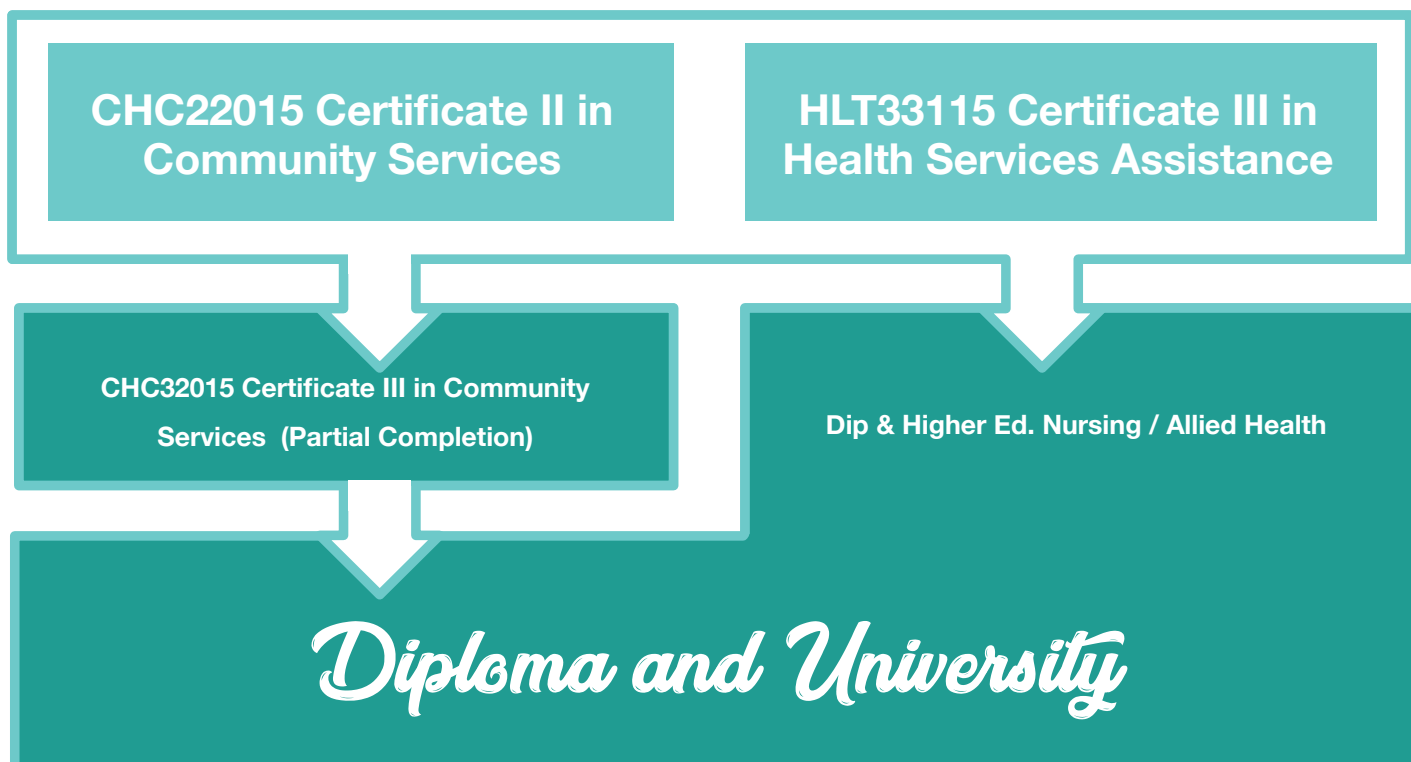 CHC22015 Certificate II in
Community Services
HLT33115 Certificate III in
Health Services Assistance
CHC32015 Certificate III in Community
Services (Partial Completion)
Dip & Higher Ed. Nursing / Allied Health
Diploma and University